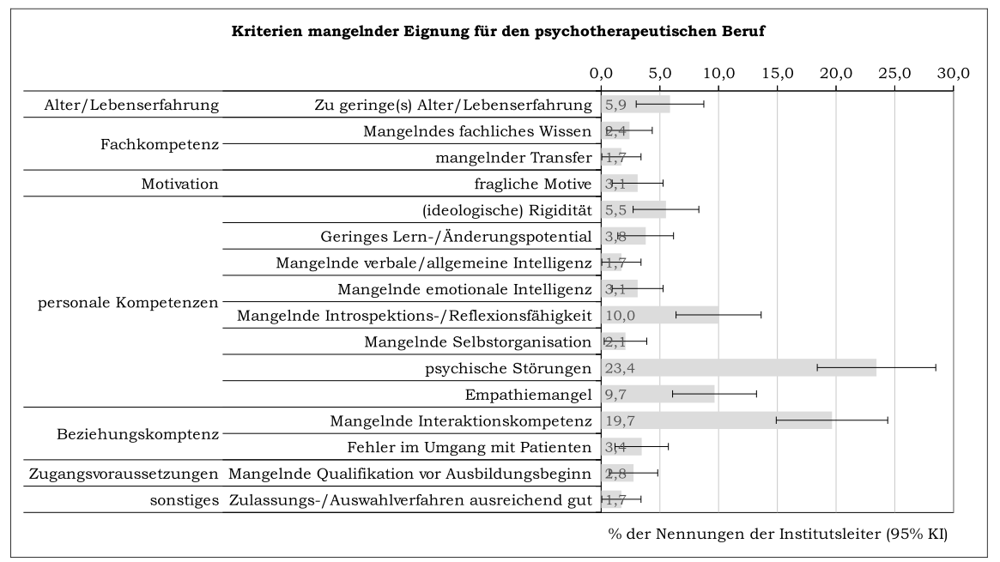 Kriterien mangelnder Eignung für den psychotherapeutischen Beruf
0,0 5,0 10,0 15,0 20,0 25,0 30,0
Alter/Lebenserfahrung Zu geringe(s) Alter/Lebenserfahrung 5,9
Fachkompetenz
Mangelndes fachliches Wissen 2,4
mangelnder Transfer 1,7
Motivation fragliche Motive 3,1
personale Kompetenzen
(ideologische) Rigidität 5,5
Geringes Lern-/Änderungspotential 3,8
Mangelnde verbale/allgemeine Intelligenz 1,7
Mangelnde emotionale Intelligenz 3,1
Mangelnde Introspektions-/Reflexionsfähigkeit 10,0
Mangelnde Selbstorganisation 2,1
psychische Störungen 23,4
Empathiemangel 9,7
Beziehungskomptenz
Mangelnde Interaktionskompetenz 19,7
Fehler im Umgang mit Patienten 3,4
Zugangsvoraussetzungen Mangelnde Qualifikation vor Ausbildungsbeginn 2,8
sonstiges Zulassungs-/Auswahlverfahren ausreichend gut 1,7
% der Nennungen der Institutsleiter (95% KI)